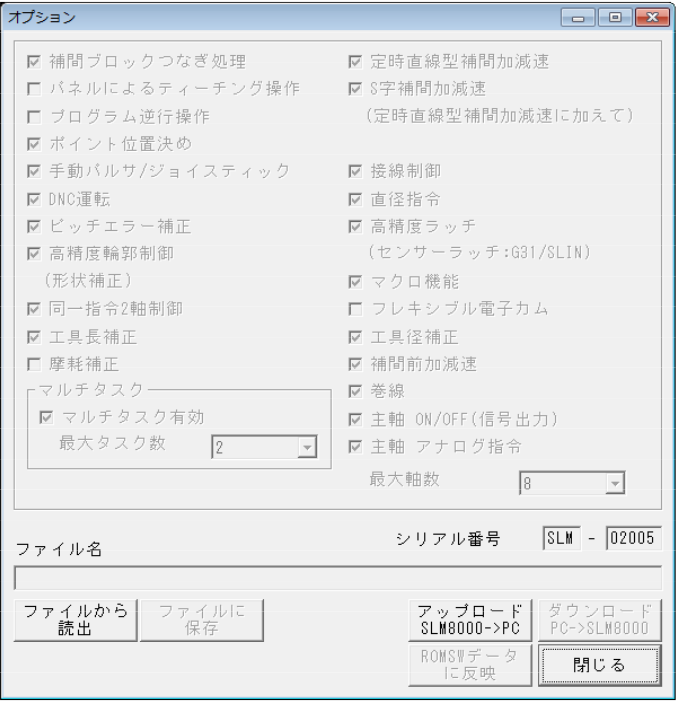 オプション
補間ブロックつなぎ処理
パネルによるティーチング操作
プログラム逆行操作
ポイント位置決め
手動パルサ/ジョイスティック
DNC運転
ピッチエラー補正
高精度輪郭制御
(形状補正)
同一指令2軸制御
工具長補正
摩耗補正
マルチタスク
マルチタスク有効
最大タスク数 2
定時直線型補間加減速
S字補間加減速
(定時直線型補間加減速に加えて)
接線制御
直径指令
高精度ラッチ
(センサーラッチ:G31/SLIN)
マクロ機能
フレキシブル電子カム
工具径補正
補間前加減速
巻線
主軸 ON/OFF(信号出力)
主軸 アナログ指令
最大軸数 8
シリアル番号 SLM - 02005
ファイル名
ファイルから
読出
ファイルに
保存
アップロード
SLM8000->PC
ダウンロード
PC->SLM8000
ROMSWデータ
に反映
閉じる